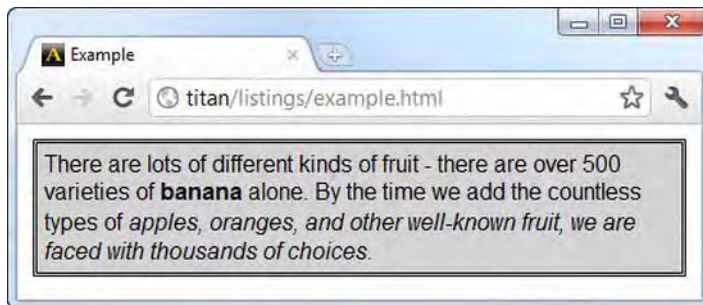 A Example
titan/listings/example.html
There are lots of different kinds of fruit - there are over 500
varieties of banana alone. By the time we add the countless
types of apples, oranges, and other well-known fruit, we are
faced with thousands of choices.